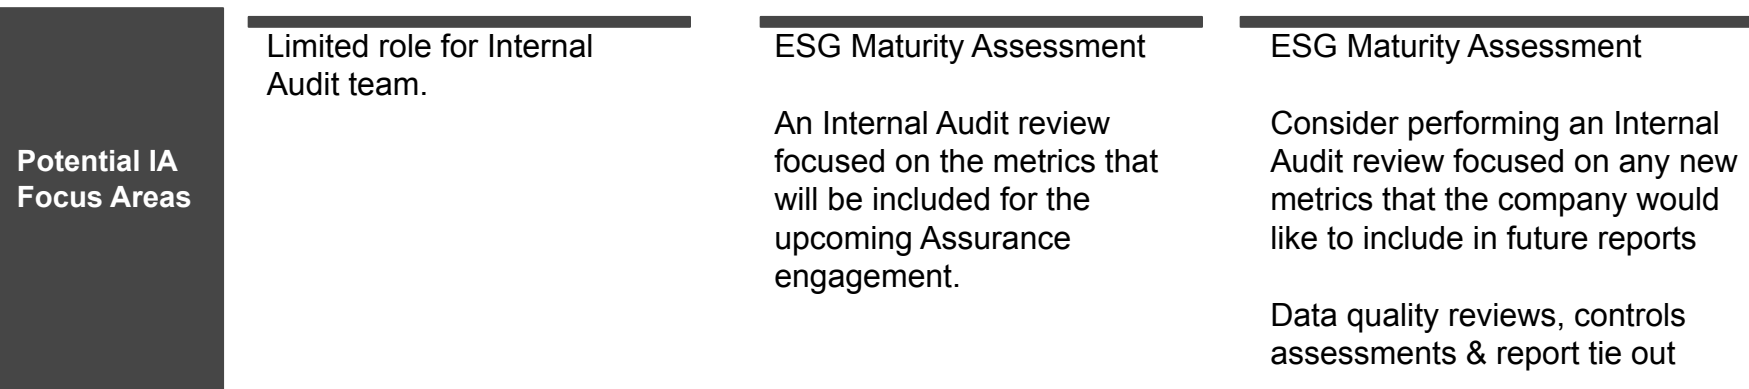 Potential IA
Focus Areas
Limited role for Internal
Audit team.
ESG Maturity Assessment
An Internal Audit review
focused on the metrics that
will be included for the
upcoming Assurance
engagement.
ESG Maturity Assessment
Consider performing an Internal
Audit review focused on any new
metrics that the company would
like to include in future reports
Data quality reviews, controls
assessments & report tie out